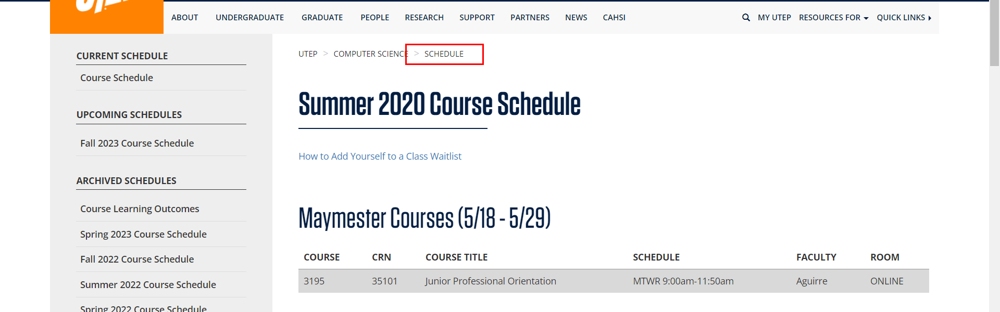 ABOUT UNDERGRADUATE GRADUATE PEOPLE RESEARCH SUPPORT PARTNERS NEWS CAHSI MY UTEP RESOURCES FOR QUICK LINKS
CURRENT SCHEDULE
Course Schedule
UPCOMING SCHEDULES
Fall 2023 Course Schedule
ARCHIVED SCHEDULES
Course Learning Outcomes
Spring 2023 Course Schedule
Fall 2022 Course Schedule
Summer 2022 Course Schedule
Spring 2022 Course Schedule
UTEP > COMPUTER SCIENCE > SCHEDULE
Summer 2020 Course Schedule
How to Add Yourself to a Class Waitlist
Maymester Courses (5/18 - 5/29)
COURSE CRN COURSE TITLE SCHEDULE FACULTY ROOM
3195 35101 Junior Professional Orientation MTWR 9:00am-11:50am Aguirre ONLINE